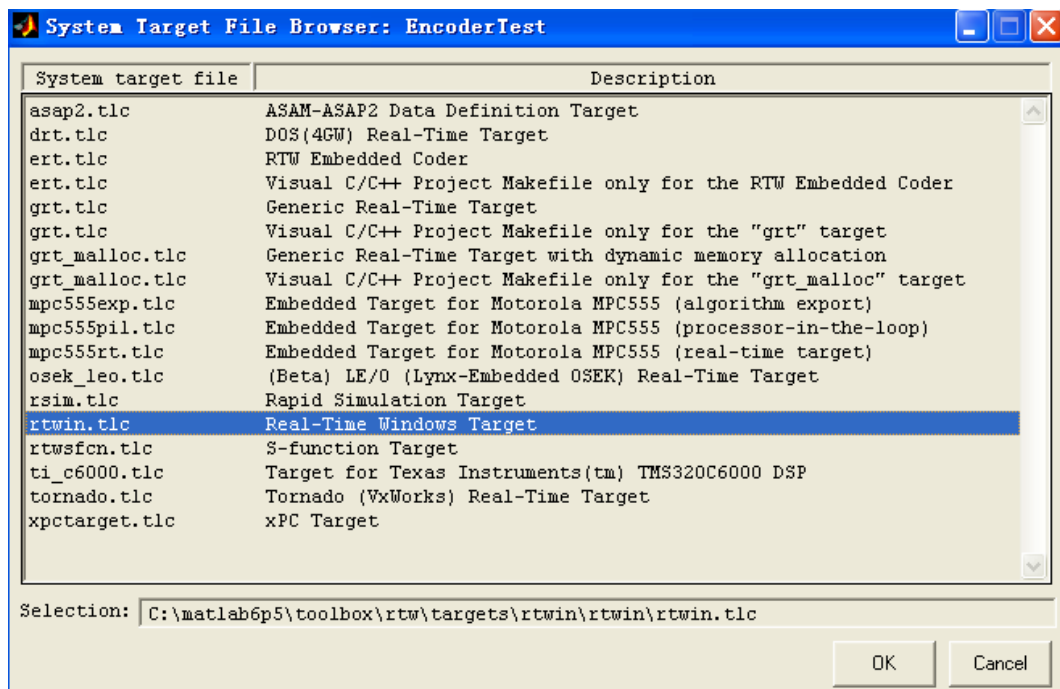 System Target File Browser: EncoderTest
System target file Description
asap2.tlc ASAM-ASAP2 Data Definition Target
drt.tlc DOS(4GW) Real-Time Target
ert.tlc RTW Embedded Coder
ert.tlc Visual C/C++ Project Makefile only for the RTW Embedded Coder
grt.tlc Generic Real-Time Target
grt.tlc Visual C/C++ Project Makefile only for the "grt" target
grt_malloc.tlc Generic Real-Time Target with dynamic memory allocation
grt_malloc.tlc Visual C/C++ Project Makefile only for the "grt_malloc" target
mpc555exp.tlc Embedded Target for Motorola MPC555 (algorithm export)
mpc555pil.tlc Embedded Target for Motorola MPC555 (processor-in-the-loop)
mpc555rt.tlc Embedded Target for Motorola MPC555 (real-time target)
osek_leo.tlc (Beta) LE/O (Lynx-Embedded OSEK) Real-Time Target
rsim.tlc Rapid Simulation Target
rtwin.tlc Real-Time Windows Target
rtwsfcn.tlc S-function Target
ti_c6000.tlc Target for Texas Instruments(tm) TMS320C6000 DSP
tornado.tlc Tornado (VxWorks) Real-Time Target
xpctarget.tlc xPC Target
Selection: C:\matlab6p5\toolbox\rtw\targets\rtwin\rtwin\rtwin.tlc
OK Cancel